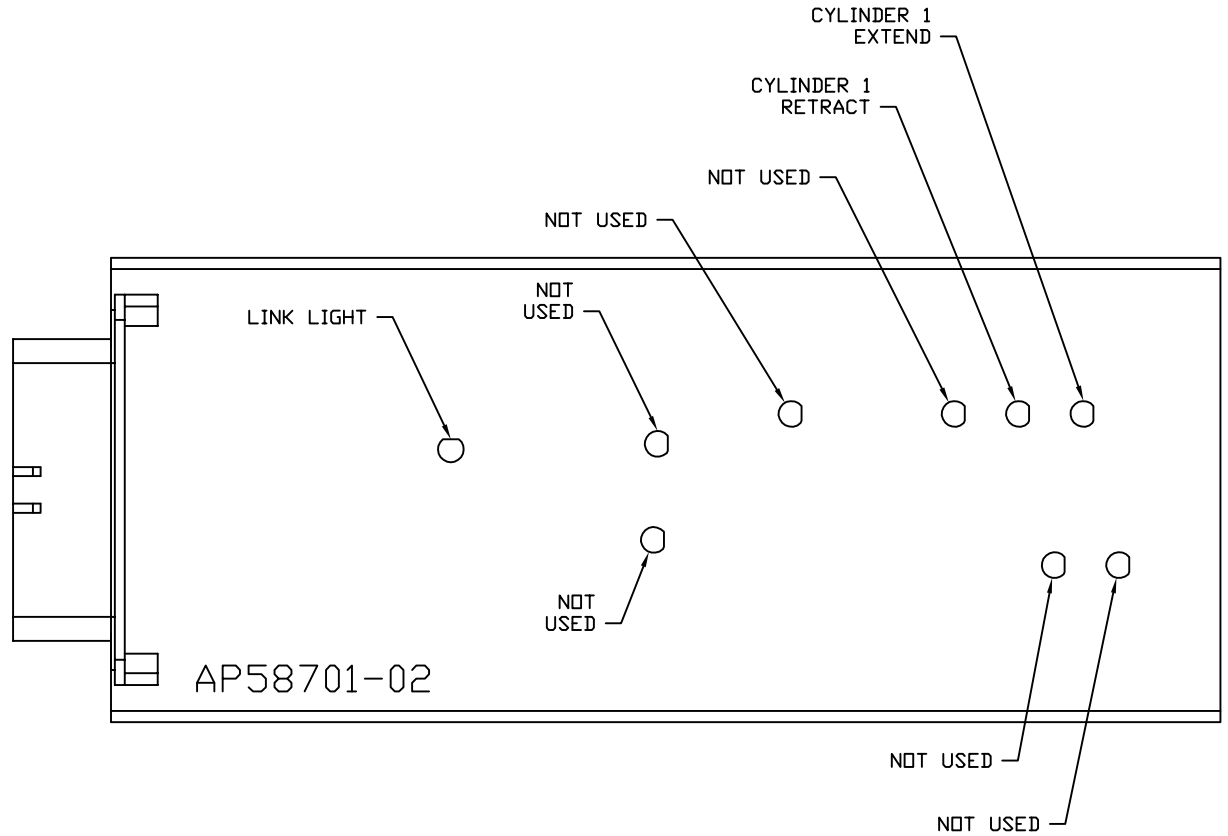 CYLINDER 1
EXTEND
CYLINDER 1
RETRACT
NOT USED
NOT USED
NOT
USED
LINK LIGHT
NOT
USED
AP58701-02
NOT USED
NOT USED